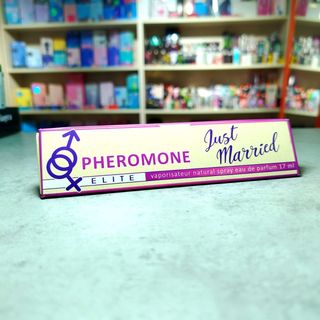 PHEROMONE
ELITE
Just
Married
vaporisateur natural spray eau de parfum 17 ml